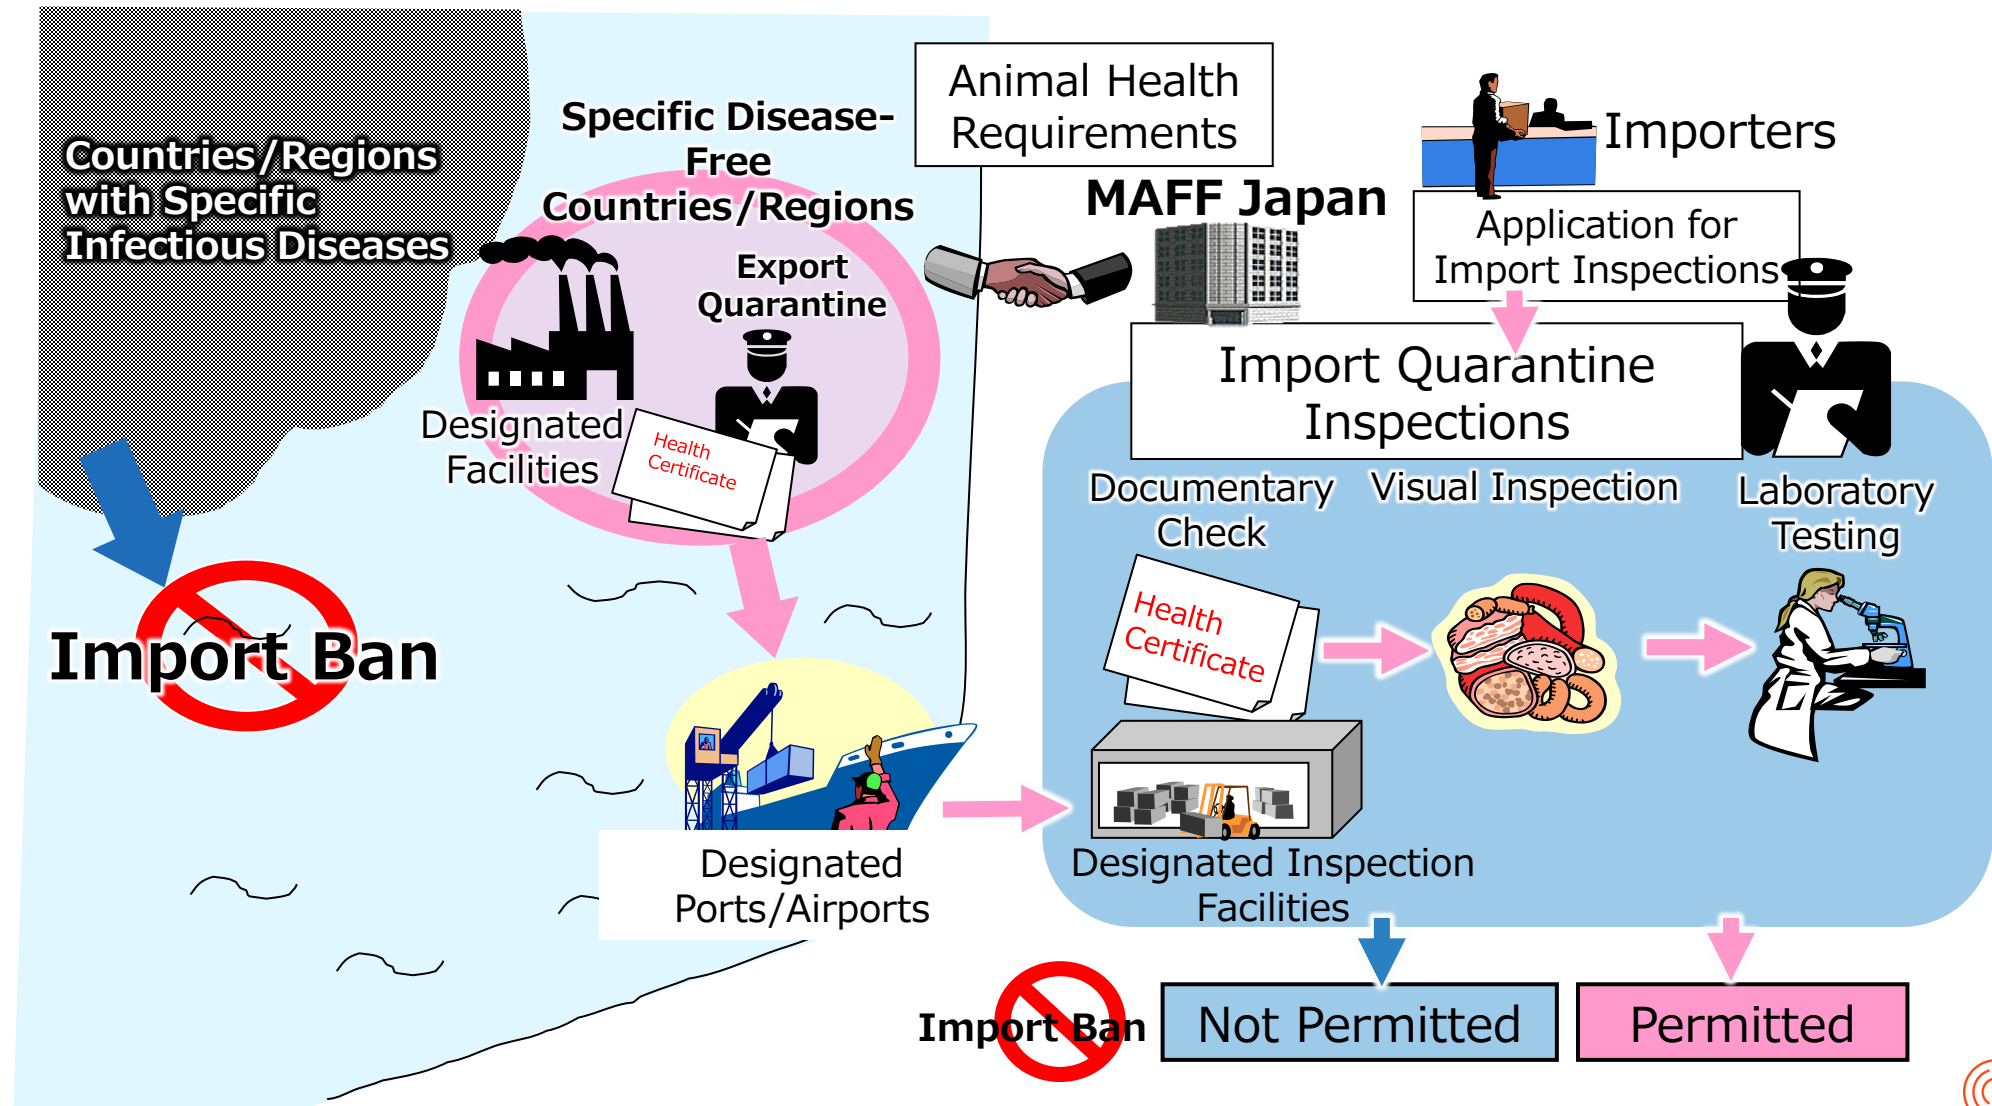 Countries/Regions
with Specific
Infectious Diseases
Import Ban
Specific Disease-
Free
Countries/Regions
Export
Quarantine
Designated
Facilities
Health
Certificate
Designated
Ports/Airports
Animal Health
Requirements
MAFF Japan
Importers
Application for
Import Inspections
Import Quarantine
Inspections
Documentary
Check
Visual Inspection
Laboratory
Testing
Health
Certificate
Designated Inspection
Facilities
Import Ban
Not Permitted
Permitted